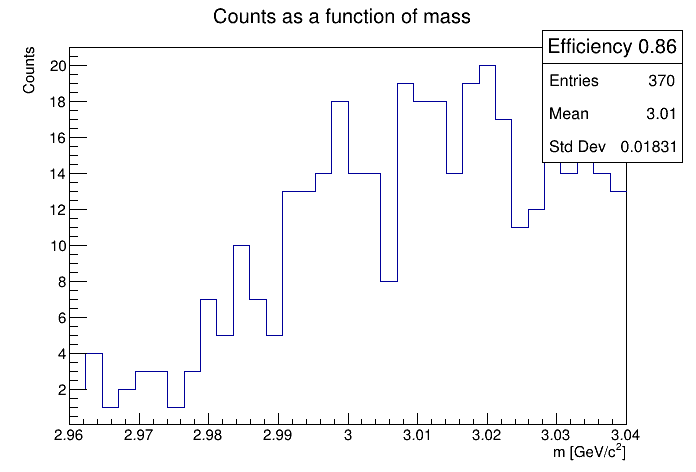 Counts as a function of mass
Efficiency 0.86
Entries 370
Mean 3.01
Std Dev 0.01831
Counts
20
18
16
14
12
10
8
6
4
2
2.96 2.97 2.98 2.99 3 3.01 3.02 3.03 3.04
m [GeV/c²]